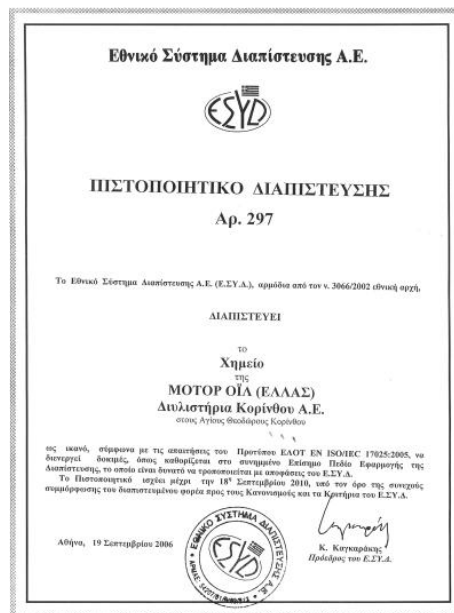 Εθνικό Σύστημα Διαπίστευσης Α.Ε.
ΕΣΥD
ΠΙΣΤΟΠΟΙΗΤΙΚΟ ΔΙΑΠΙΣΤΕΥΣΗΣ
Αρ. 297
Το Εθνικό Σύστημα Διαπίστευσης Α.Ε. (Ε.ΣΥ.Δ.), αρμόδια από τον ν. 3066/2002 εθνική αρχή,
ΔΙΑΠΙΣΤΕΥΕΙ
το
Χημείο
της
ΜΟΤΟΡ ΟΪΛ (ΕΛΛΑΣ)
Διυλιστήρια Κορίνθου Α.Ε.
στους Αγίους Θεοδώρους Κορίνθου
ως ικανό, σύμφωνα με τις απαιτήσεις του Προτύπου ΕΛΟΤ EN ISO/IEC 17025:2005, να
διενεργεί δοκιμές, όπως καθορίζεται στο συνημμένο Επίσημο Πεδίο Εφαρμογής της
Διαπίστευσης, το οποίο είναι δυνατό να τροποποιείται με αποφάσεις του Ε.ΣΥ.Δ.
Το Πιστοποιητικό ισχύει μέχρι την 18η Σεπτεμβρίου 2010, υπό τον όρο της συνεχούς
συμμόρφωσης του διαπιστευμένου φορέα προς τους Κανονισμούς και τα Κριτήρια του Ε.ΣΥ.Δ.
ΕΘΝΙΚΟ ΣΥΣΤΗΜΑ ΔΙΑΠΙΣΤΕΥΣΗΣ Α.Ε.
ΕΣΥD
Αθήνα, 19 Σεπτεμβρίου 2006
Κ. Καγκαράκης
Πρόεδρος του Ε.ΣΥ.Δ.